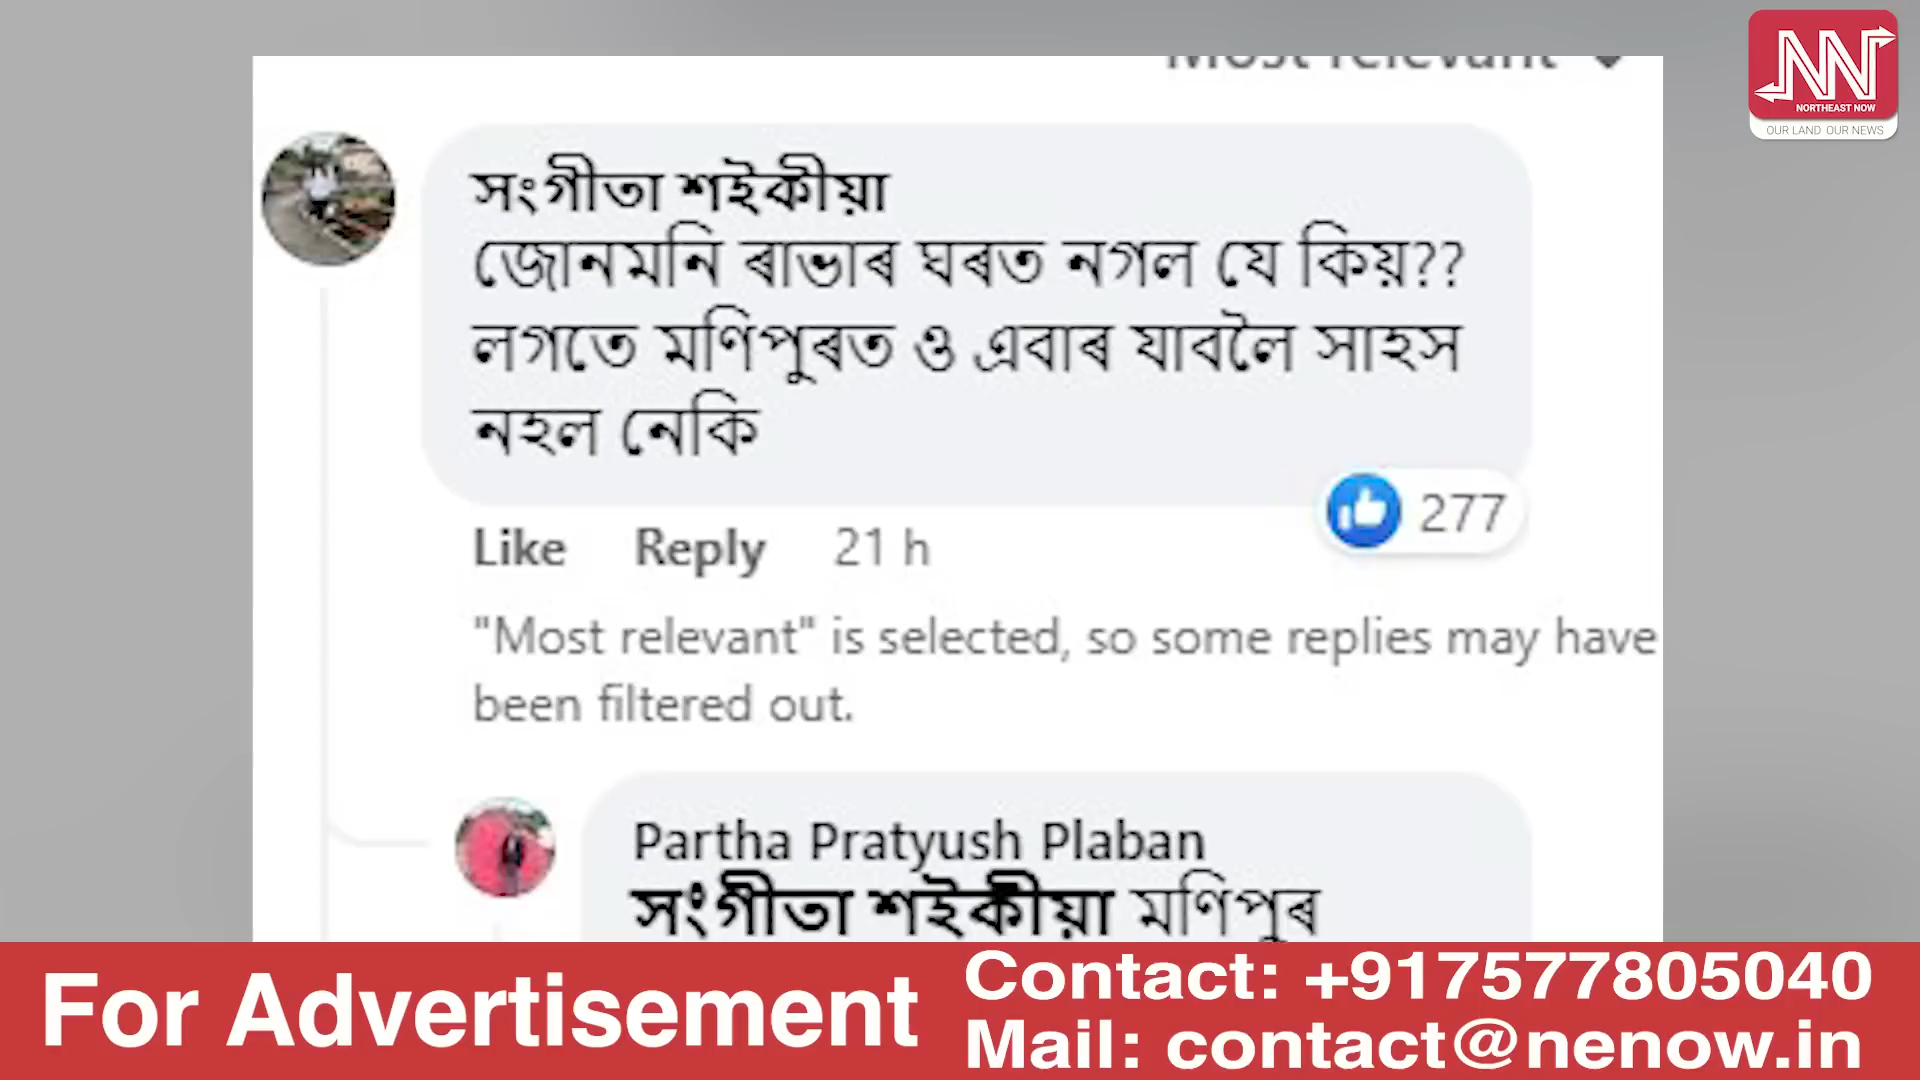 NORTHEAST NOW
OUR LAND OUR NEWS
Most relevant
সংগীতা শইকীয়া
জোনমনি ৰাভাৰ ঘৰত নগল যে কিয়??
লগতে মণিপুৰত ও এবাৰ যাবলৈ সাহস
নহল নেকি
277
Like Reply 21 h
"Most relevant" is selected, so some replies may have
been filtered out.
Partha Pratyush Plaban
সংগীতা শইকীয়া মণিপুৰ
For Advertisement
Contact: +917577805040
Mail: contact@nenow.in